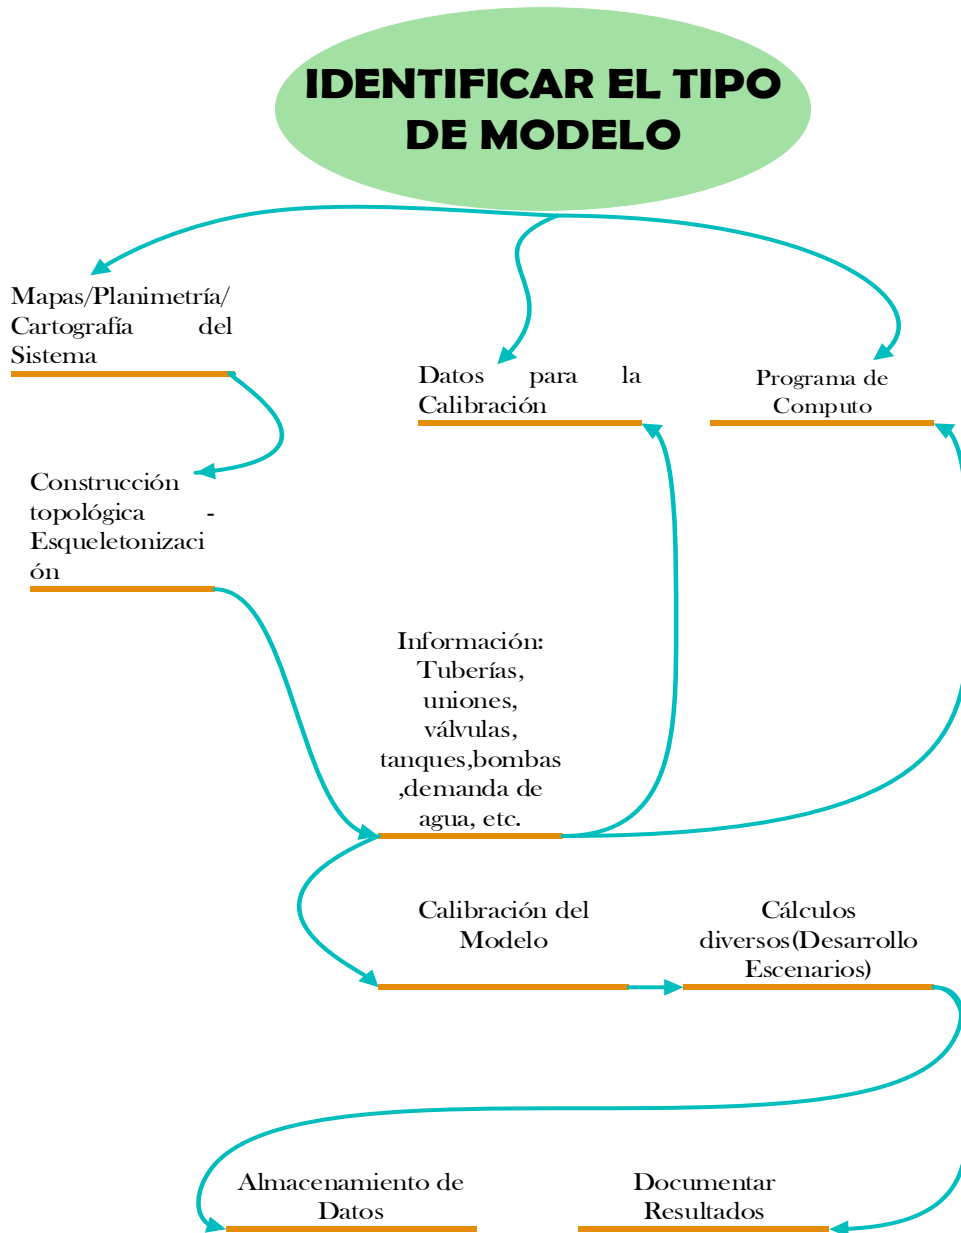 IDENTIFICAR EL TIPO
DE MODELO
Mapas/Planimetría/
Cartografía del
Sistema
Datos para la
Calibración
Programa de
Computo
Construcción
topológica -
Esqueletonizaci
ón
Información:
Tuberías,
uniones,
válvulas,
tanques,bombas
,demanda de
agua, etc.
Calibración del
Modelo
Cálculos
diversos(Desarrollo
Escenarios)
Almacenamiento de
Datos
Documentar
Resultados